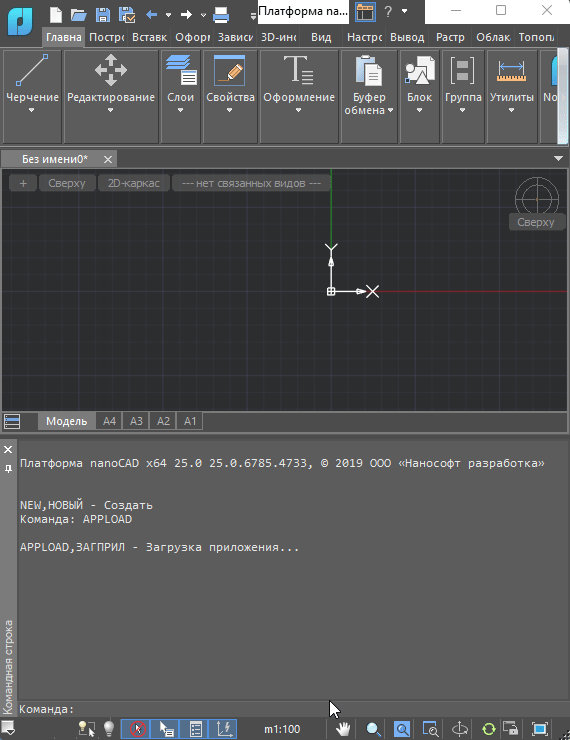 Платформа na...
?
Главна Постро Вставк Оформ Зависи 3D-инс Вид Настро Вывод Растр Облак Топопл
Черчение Редактирование Слои Свойства Оформление Буфер обмена Блок Группа Утилиты
Без имени0*
+ Сверху 2D-каркас --- нет связанных видов ---
Сверху
Y
X
Модель A4 A3 A2 A1
Платформа nanoCAD x64 25.0 25.0.6785.4733, © 2019 ООО «Нанософт разработка»
NEW,НОВЫЙ - Создать
Команда: APPLOAD
APPLOAD,ЗАГПРИЛ - Загрузка приложения...
Командная строка
Команда:
m1:100